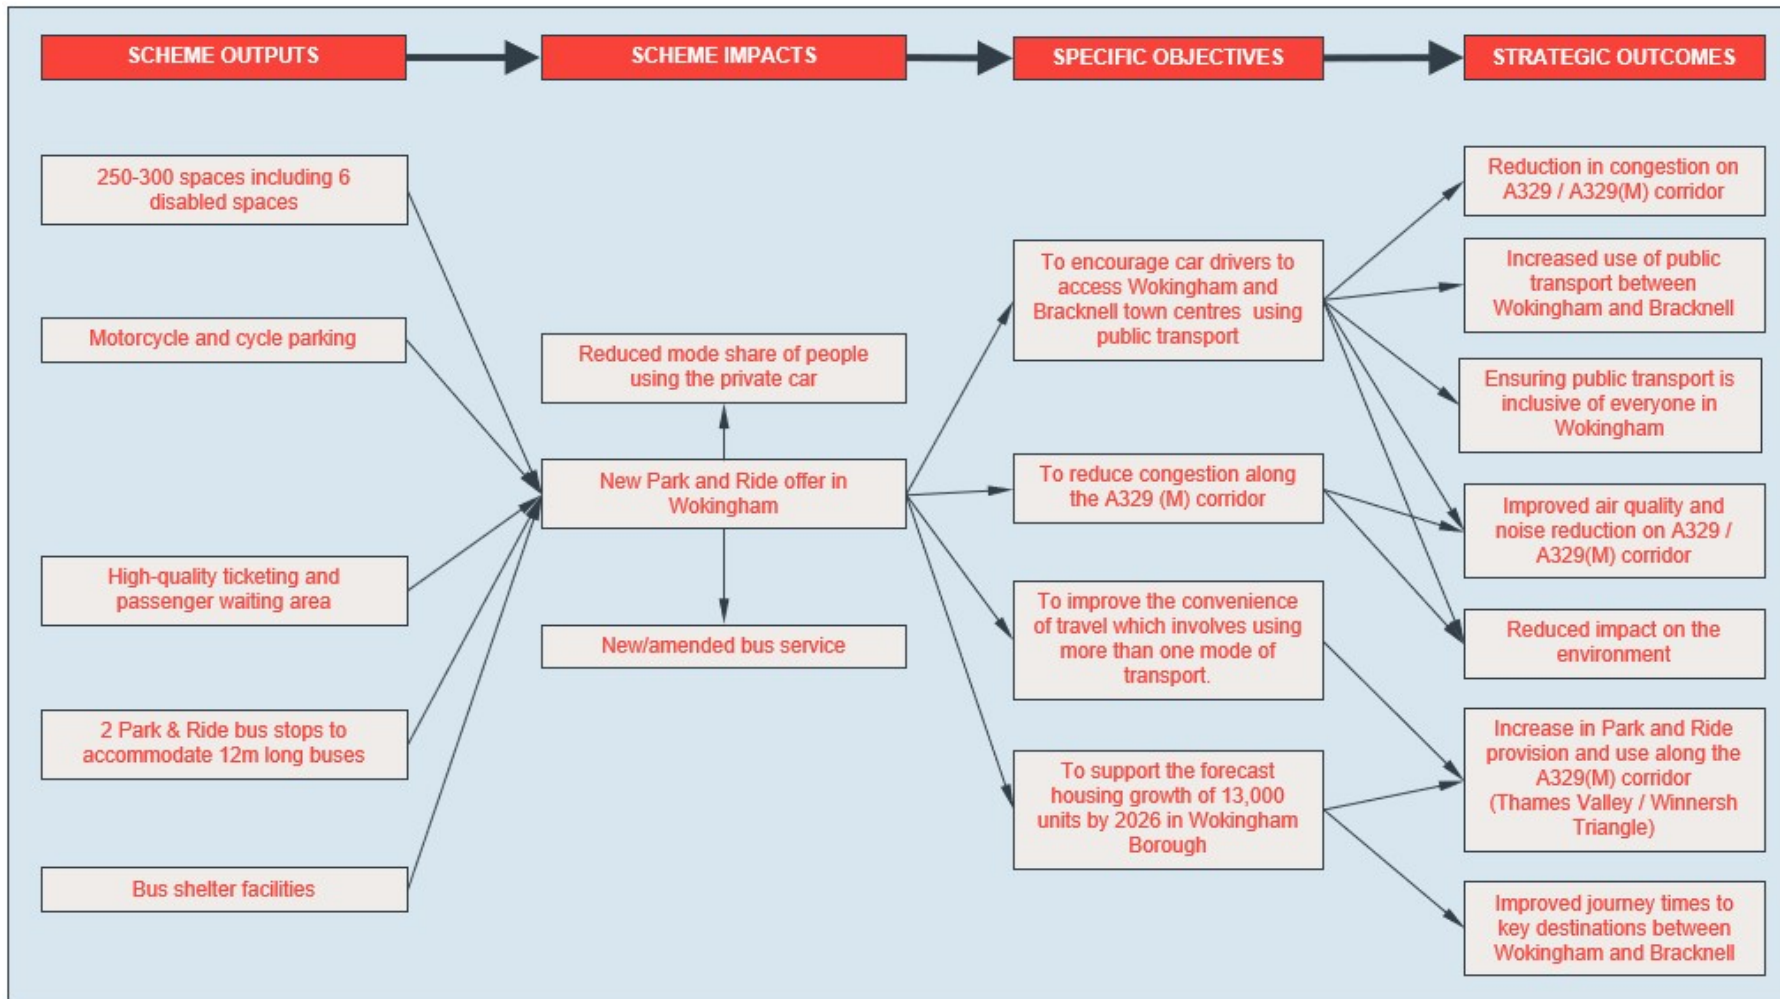 SCHEME OUTPUTS
SCHEME IMPACTS
SPECIFIC OBJECTIVES
STRATEGIC OUTCOMES
250-300 spaces including 6
disabled spaces
Motorcycle and cycle parking
High-quality ticketing and
passenger waiting area
2 Park & Ride bus stops to
accommodate 12m long buses
Bus shelter facilities
Reduced mode share of people
using the private car
New Park and Ride offer in
Wokingham
New/amended bus service
To encourage car drivers to
access Wokingham and
Bracknell town centres using
public transport
To reduce congestion along
the A329 (M) corridor
To improve the convenience
of travel which involves using
more than one mode of
transport.
To support the forecast
housing growth of 13,000
units by 2026 in Wokingham
Borough
Reduction in congestion on
A329 / A329(M) corridor
Increased use of public
transport between
Wokingham and Bracknell
Ensuring public transport is
inclusive of everyone in
Wokingham
Improved air quality and
noise reduction on A329 /
A329(M) corridor
Reduced impact on the
environment
Increase in Park and Ride
provision and use along the
A329(M) corridor
(Thames Valley / Winnersh
Triangle)
Improved journey times to
key destinations between
Wokingham and Bracknell